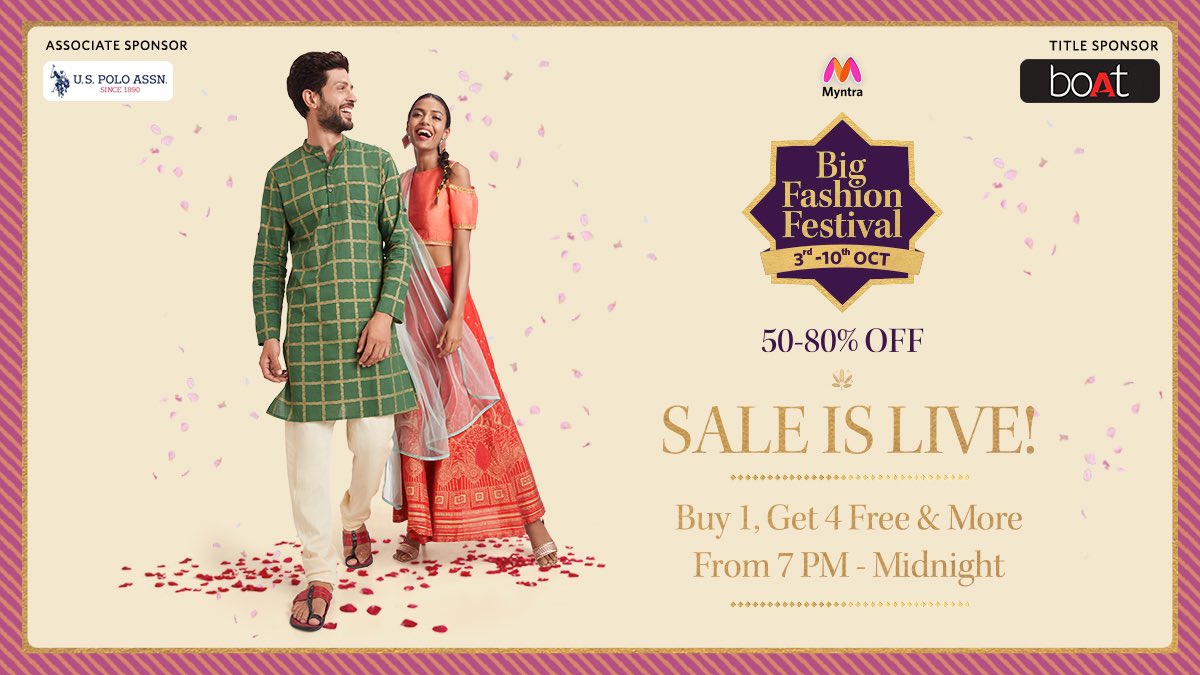 ASSOCIATE SPONSOR
U.S. POLO ASSN.
SINCE 1890
TITLE SPONSOR
boAt
Myntra
Big
Fashion
Festival
3rd -10th OCT
50-80% OFF
SALE IS LIVE!
Buy 1, Get 4 Free & More
From 7 PM - Midnight